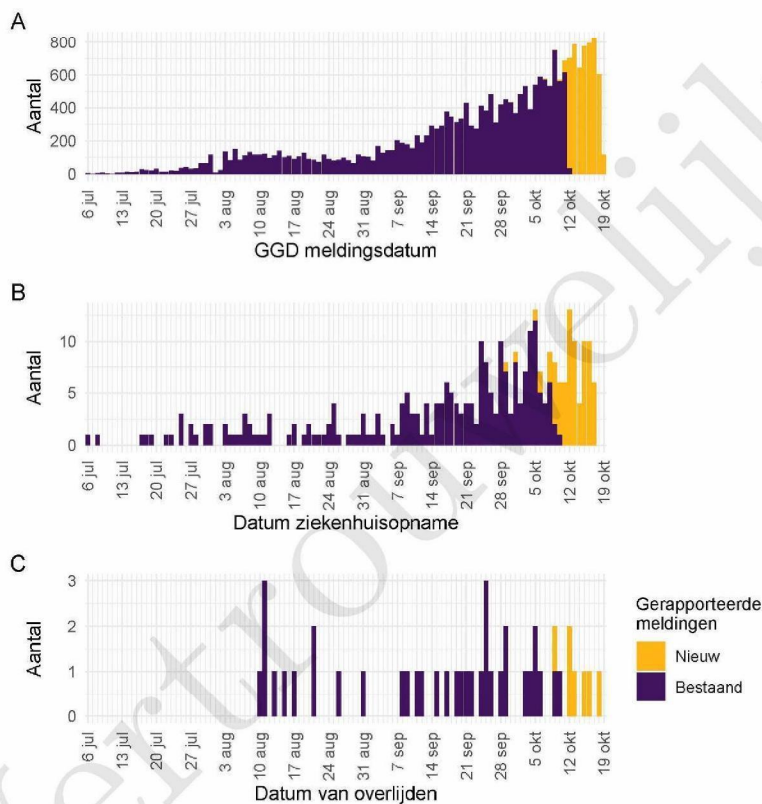 A
Aantal
800
600
400
200
0
6 jul
13 jul
20 jul
27 jul
3 aug
10 aug
17 aug
24 aug
31 aug
7 sep
14 sep
21 sep
28 sep
5 okt
12 okt
19 okt
GGD meldingsdatum
B
Aantal
10
5
0
6 jul
13 jul
20 jul
27 jul
3 aug
10 aug
17 aug
24 aug
31 aug
7 sep
14 sep
21 sep
28 sep
5 okt
12 okt
19 okt
Datum ziekenhuisopname
C
Aantal
3
2
1
0
6 jul
13 jul
20 jul
27 jul
3 aug
10 aug
17 aug
24 aug
31 aug
7 sep
14 sep
21 sep
28 sep
5 okt
12 okt
19 okt
Datum van overlijden
Gerapporteerde
meldingen
Nieuw
Bestaand